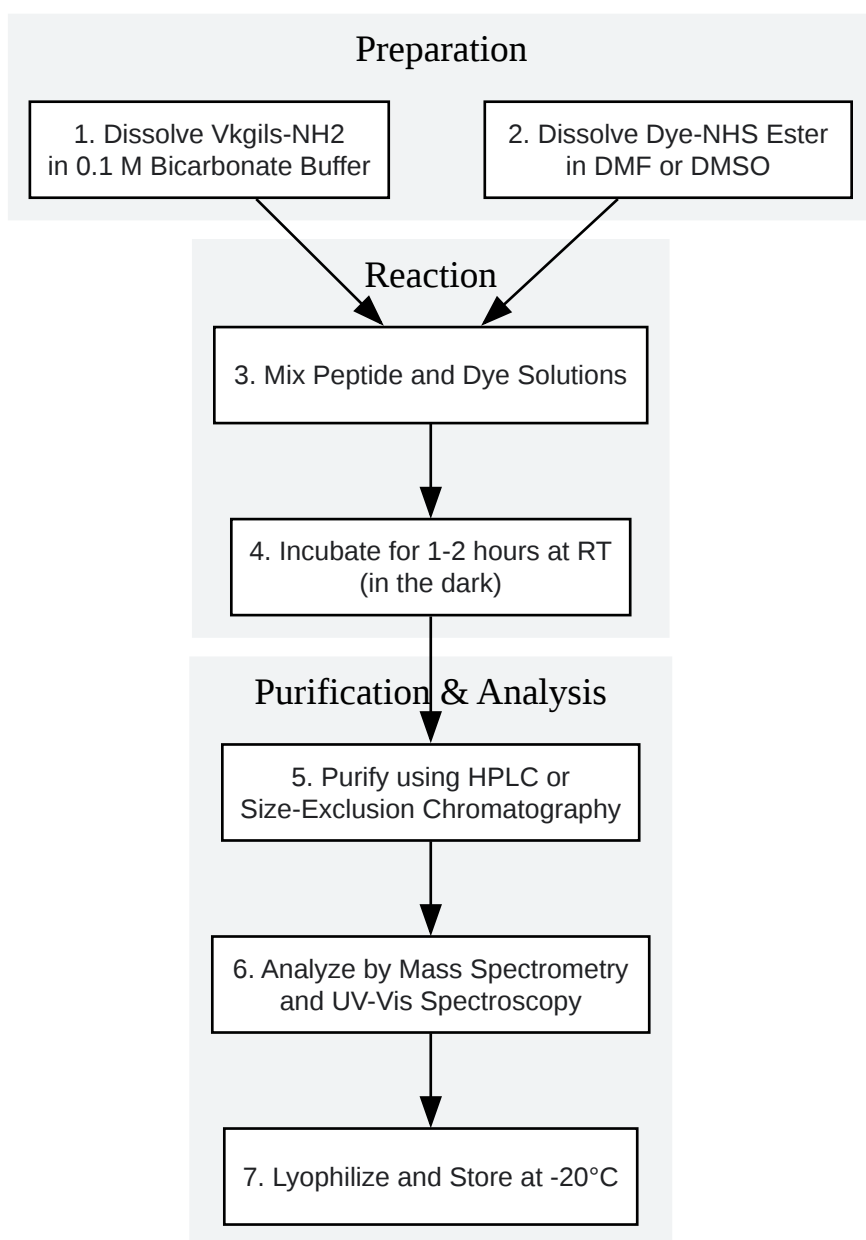 Preparation
1. Dissolve Vkgils-NH2
in 0.1 M Bicarbonate Buffer
2. Dissolve Dye-NHS Ester
in DMF or DMSO
Reaction
3. Mix Peptide and Dye Solutions
4. Incubate for 1-2 hours at RT
(in the dark)
Purification & Analysis
5. Purify using HPLC or
Size-Exclusion Chromatography
6. Analyze by Mass Spectrometry
and UV-Vis Spectroscopy
7. Lyophilize and Store at -20°C